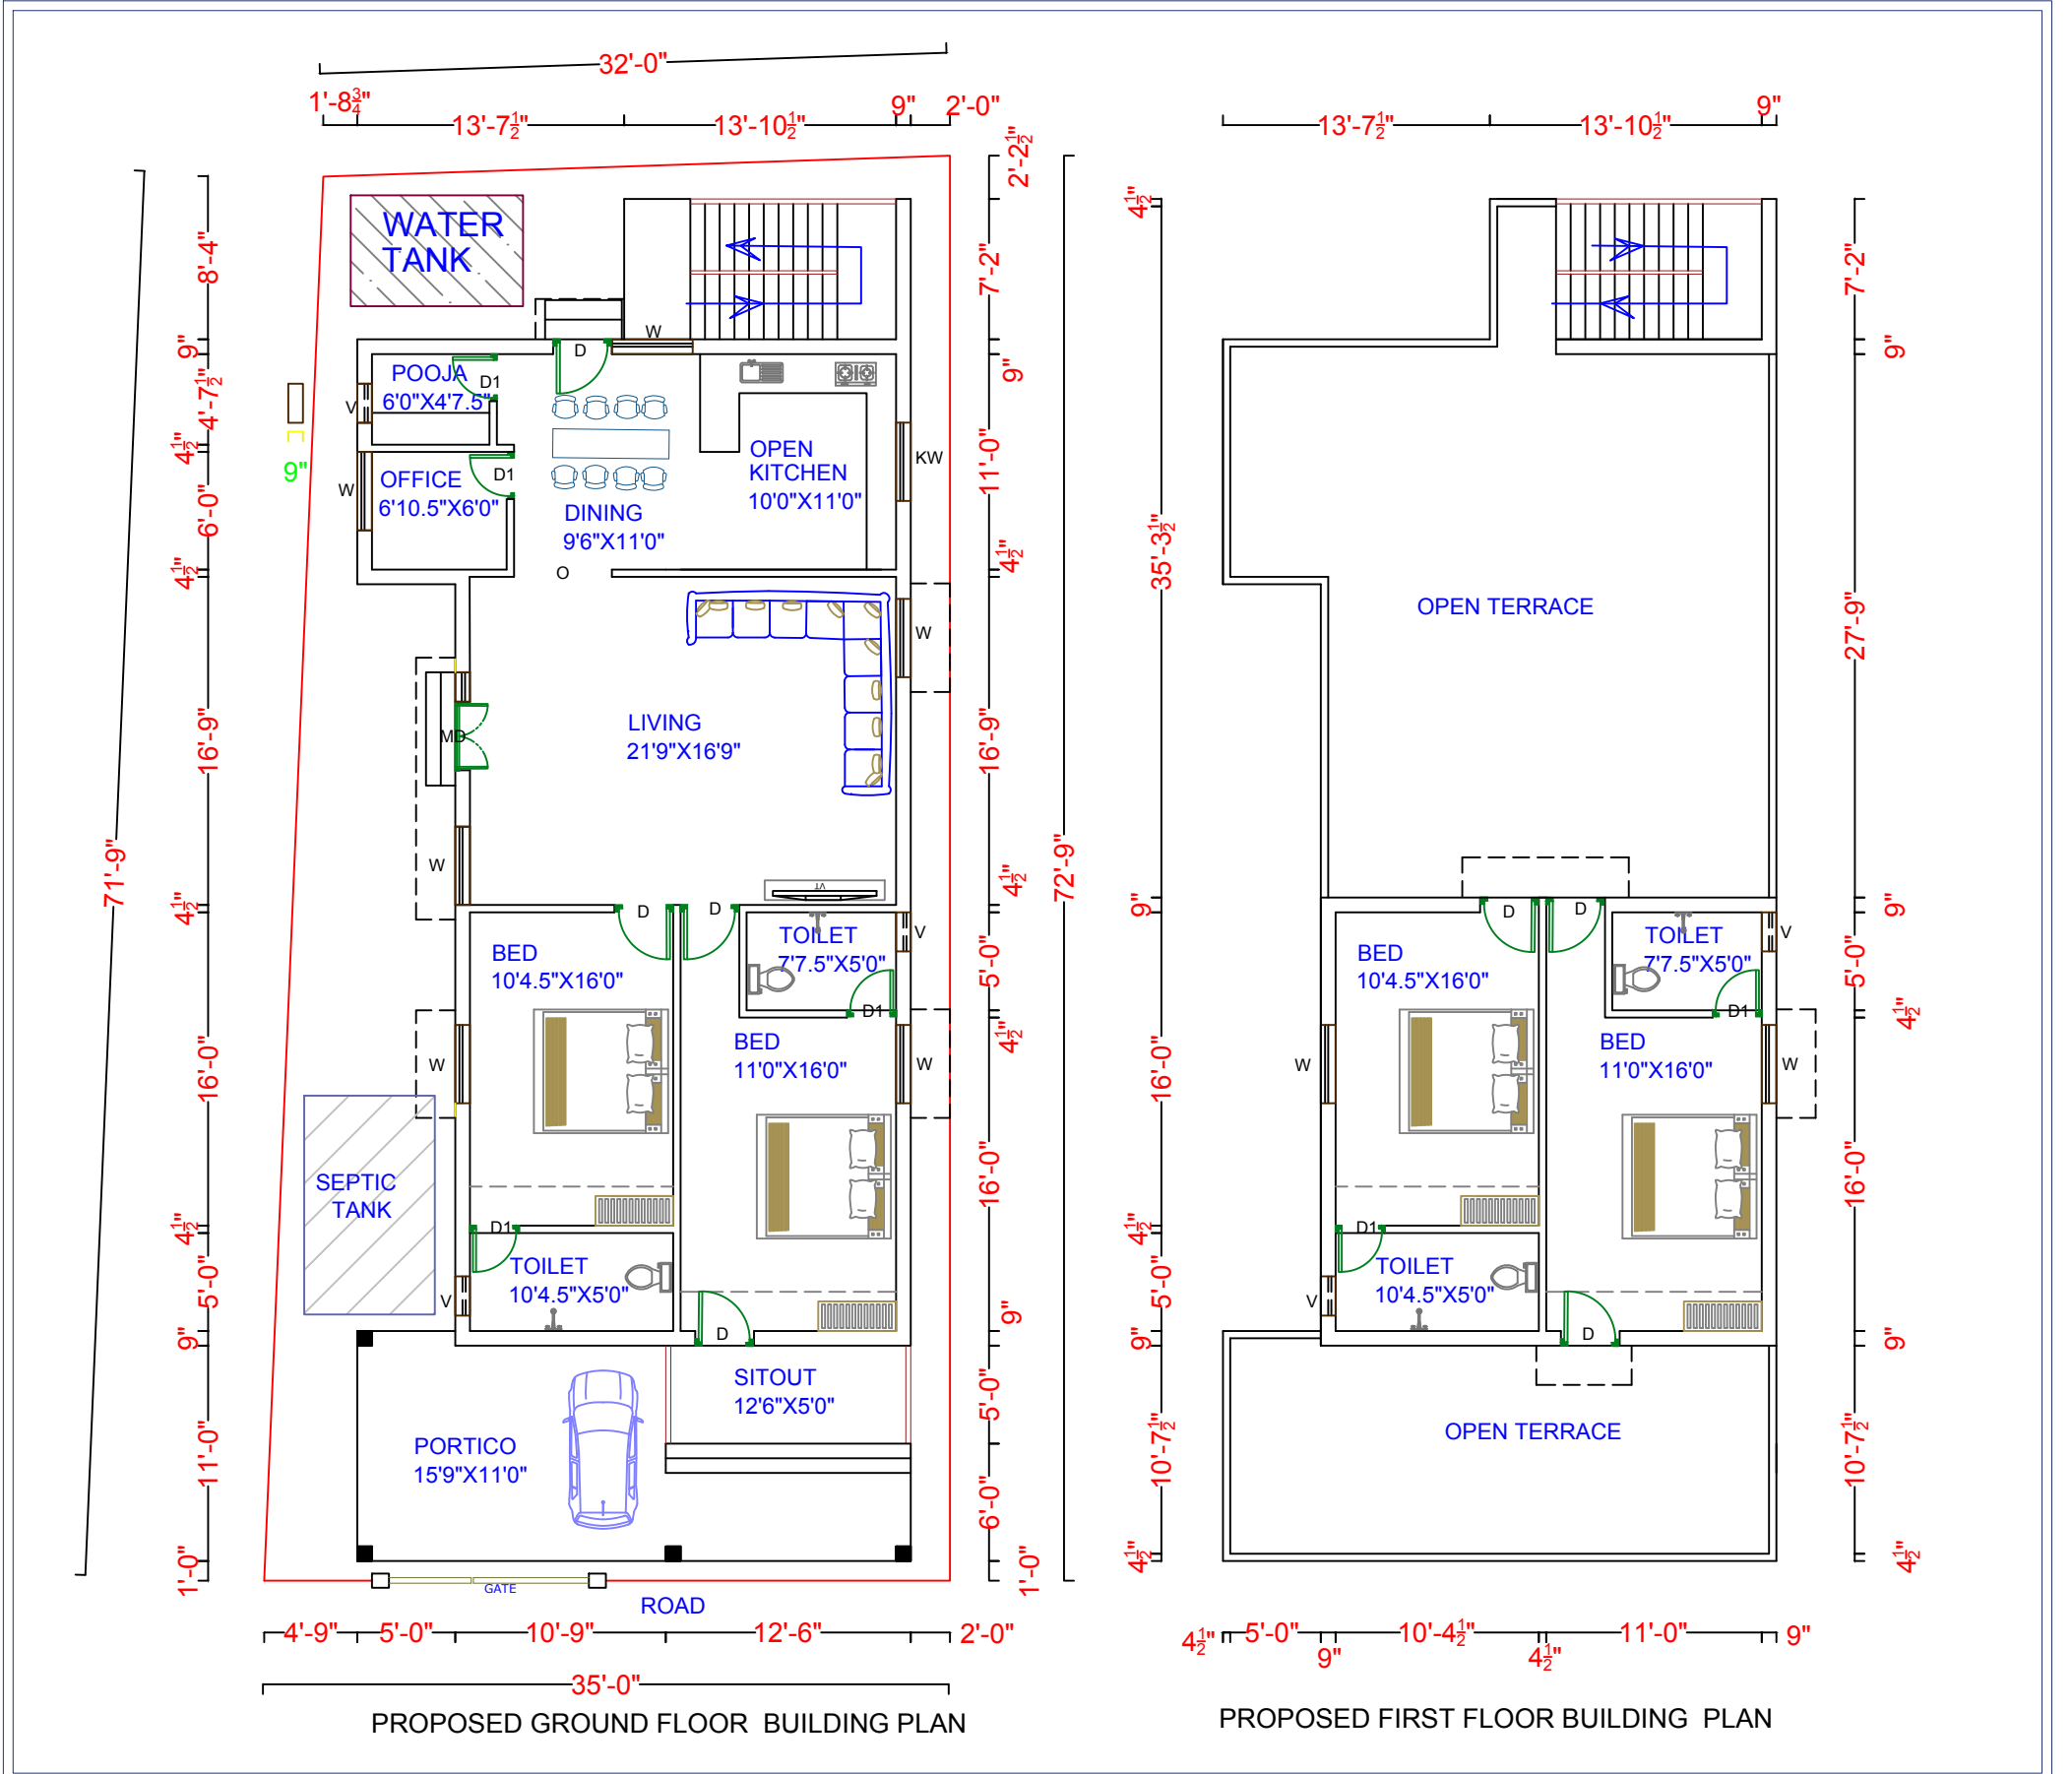 32'-0"
1'-8¾"
13'-7½"
13'-10½"
9"
2'-0"
2'-2½"
7'-2"
9"
11'-0"
4½"
16'-9"
4½"
5'-0"
4½"
16'-0"
9"
5'-0"
6'-0"
1'-0"
72'-9"
71'-9"
8'-4"
9"
4'-7½"
4½"
6'-0"
4½"
16'-9"
4½"
16'-0"
4½"
5'-0"
9"
11'-0"
1'-0"
9"
WATER
TANK
W
D
POOJA
6'0"X4'7.5"
D1
V
OFFICE
6'10.5"X6'0"
D1
W
DINING
9'6"X11'0"
O
OPEN
KITCHEN
10'0"X11'0"
KW
W
LIVING
21'9"X16'9"
MD
W
TV
D
D
BED
10'4.5"X16'0"
TOILET
7'7.5"X5'0"
V
D1
W
BED
11'0"X16'0"
W
SEPTIC
TANK
D1
TOILET
10'4.5"X5'0"
V
D
SITOUT
12'6"X5'0"
PORTICO
15'9"X11'0"
GATE
ROAD
4'-9"
5'-0"
10'-9"
12'-6"
2'-0"
35'-0"
PROPOSED GROUND FLOOR BUILDING PLAN
13'-7½"
13'-10½"
9"
4½"
35'-3½"
9"
16'-0"
4½"
5'-0"
9"
10'-7½"
4½"
7'-2"
9"
27'-9"
9"
5'-0"
4½"
16'-0"
9"
10'-7½"
4½"
OPEN TERRACE
D
D
BED
10'4.5"X16'0"
TOILET
7'7.5"X5'0"
V
D1
W
BED
11'0"X16'0"
W
D1
TOILET
10'4.5"X5'0"
V
D
OPEN TERRACE
4½"
5'-0"
9"
10'-4½"
4½"
11'-0"
9"
PROPOSED FIRST FLOOR BUILDING PLAN